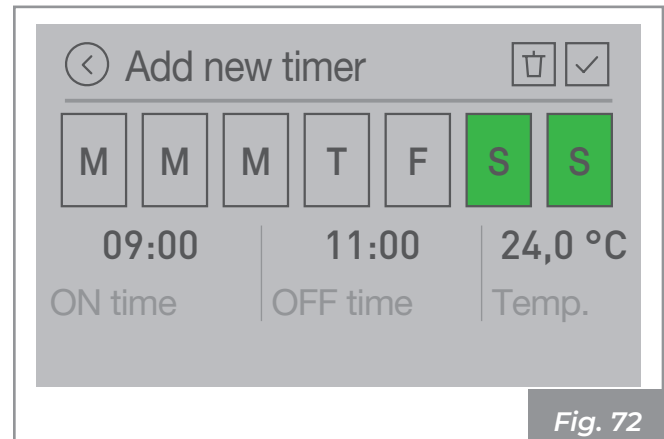 Add new timer
M M M T F S S
09:00 11:00 24,0 °C
ON time OFF time Temp.
Fig. 72